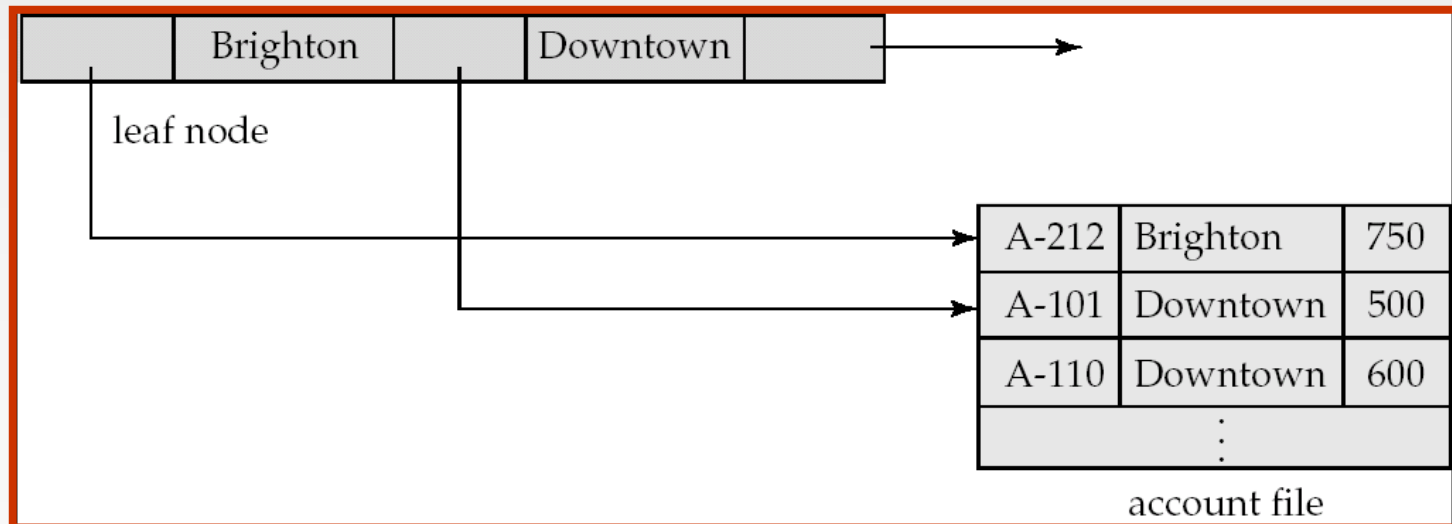 Brighton Downtown
leaf node
A-212 Brighton 750
A-101 Downtown 500
A-110 Downtown 600
⋮
account file